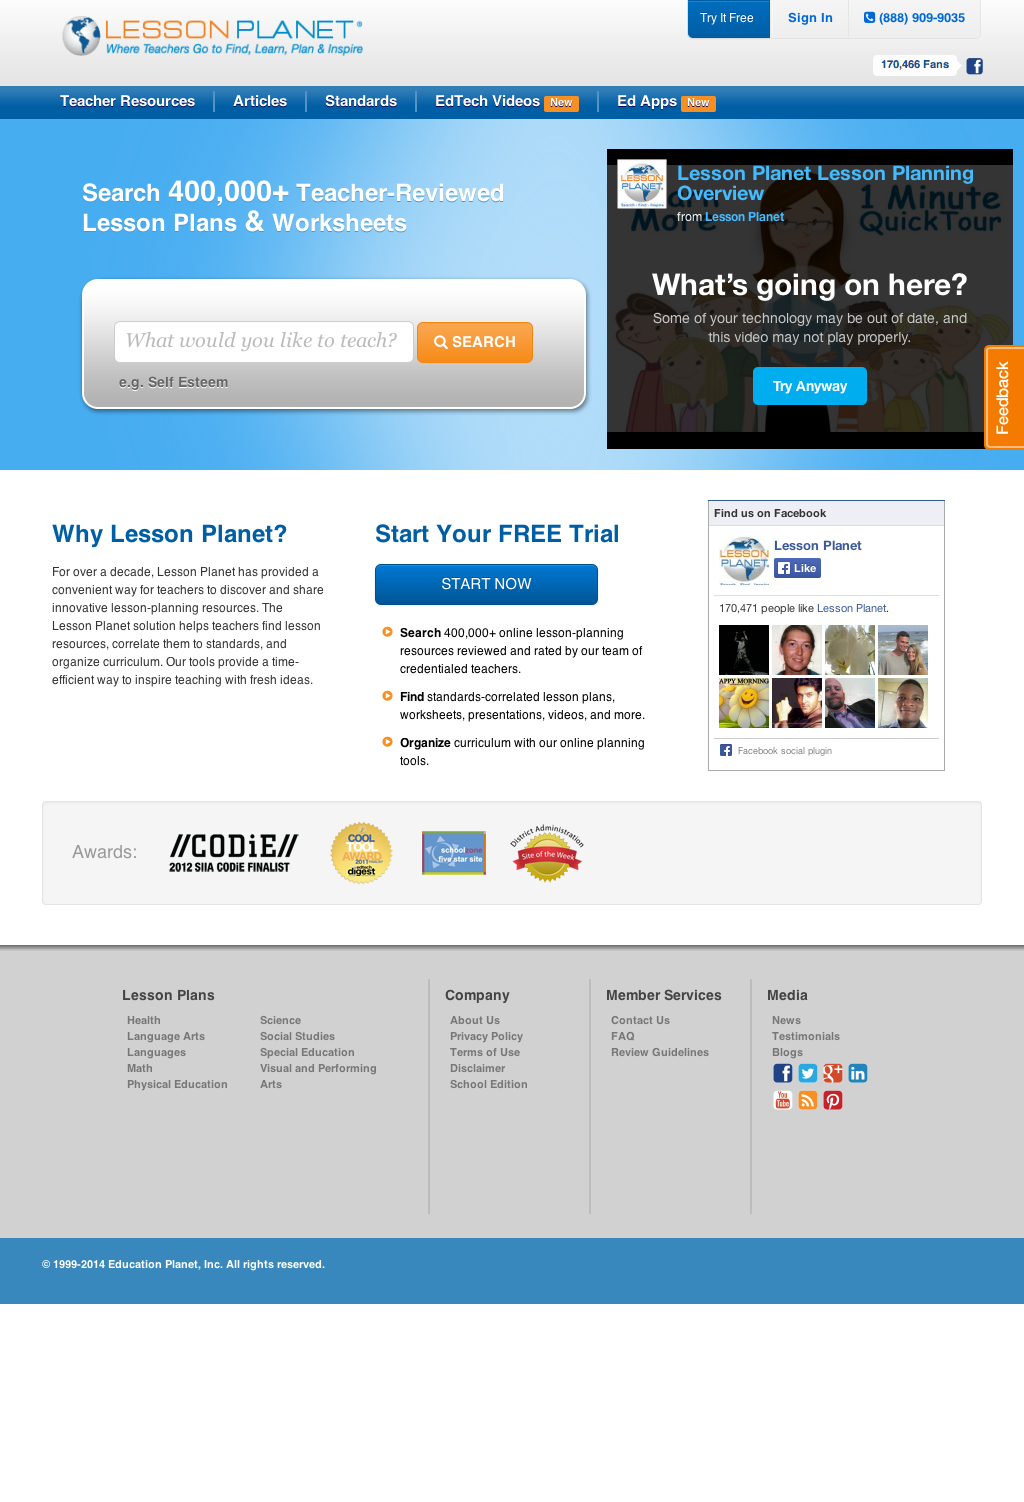 LESSON PLANET®
Where Teachers Go to Find, Learn, Plan & Inspire
Try It Free
Sign In
(888) 909-9035
170,466 Fans
Teacher Resources
Articles
Standards
EdTech Videos New
Ed Apps New
Search 400,000+ Teacher-Reviewed
Lesson Plans & Worksheets
What would you like to teach?
SEARCH
e.g. Self Esteem
LESSON
PLANET
Lesson Planet Lesson Planning
Overview
from Lesson Planet
More
1 Minute
QuickTour
What's going on here?
Some of your technology may be out of date, and
this video may not play properly.
Try Anyway
Feedback
Why Lesson Planet?
For over a decade, Lesson Planet has provided a
convenient way for teachers to discover and share
innovative lesson-planning resources. The
Lesson Planet solution helps teachers find lesson
resources, correlate them to standards, and
organize curriculum. Our tools provide a time-
efficient way to inspire teaching with fresh ideas.
Start Your FREE Trial
START NOW
Search 400,000+ online lesson-planning
resources reviewed and rated by our team of
credentialed teachers.
Find standards-correlated lesson plans,
worksheets, presentations, videos, and more.
Organize curriculum with our online planning
tools.
Find us on Facebook
LESSON
PLANET
Lesson Planet
Like
170,471 people like Lesson Planet.
APPY MORNING
Facebook social plugin
Awards:
//CODiE//
2012 SIIA CODiE FINALIST
COOL
TOOL
AWARD
2011
edtech
digest
schoolzone
five star site
District Administration
Site of the Week
Lesson Plans
Health
Language Arts
Languages
Math
Physical Education
Science
Social Studies
Special Education
Visual and Performing
Arts
Company
About Us
Privacy Policy
Terms of Use
Disclaimer
School Edition
Member Services
Contact Us
FAQ
Review Guidelines
Media
News
Testimonials
Blogs
You
Tube
© 1999-2014 Education Planet, Inc. All rights reserved.